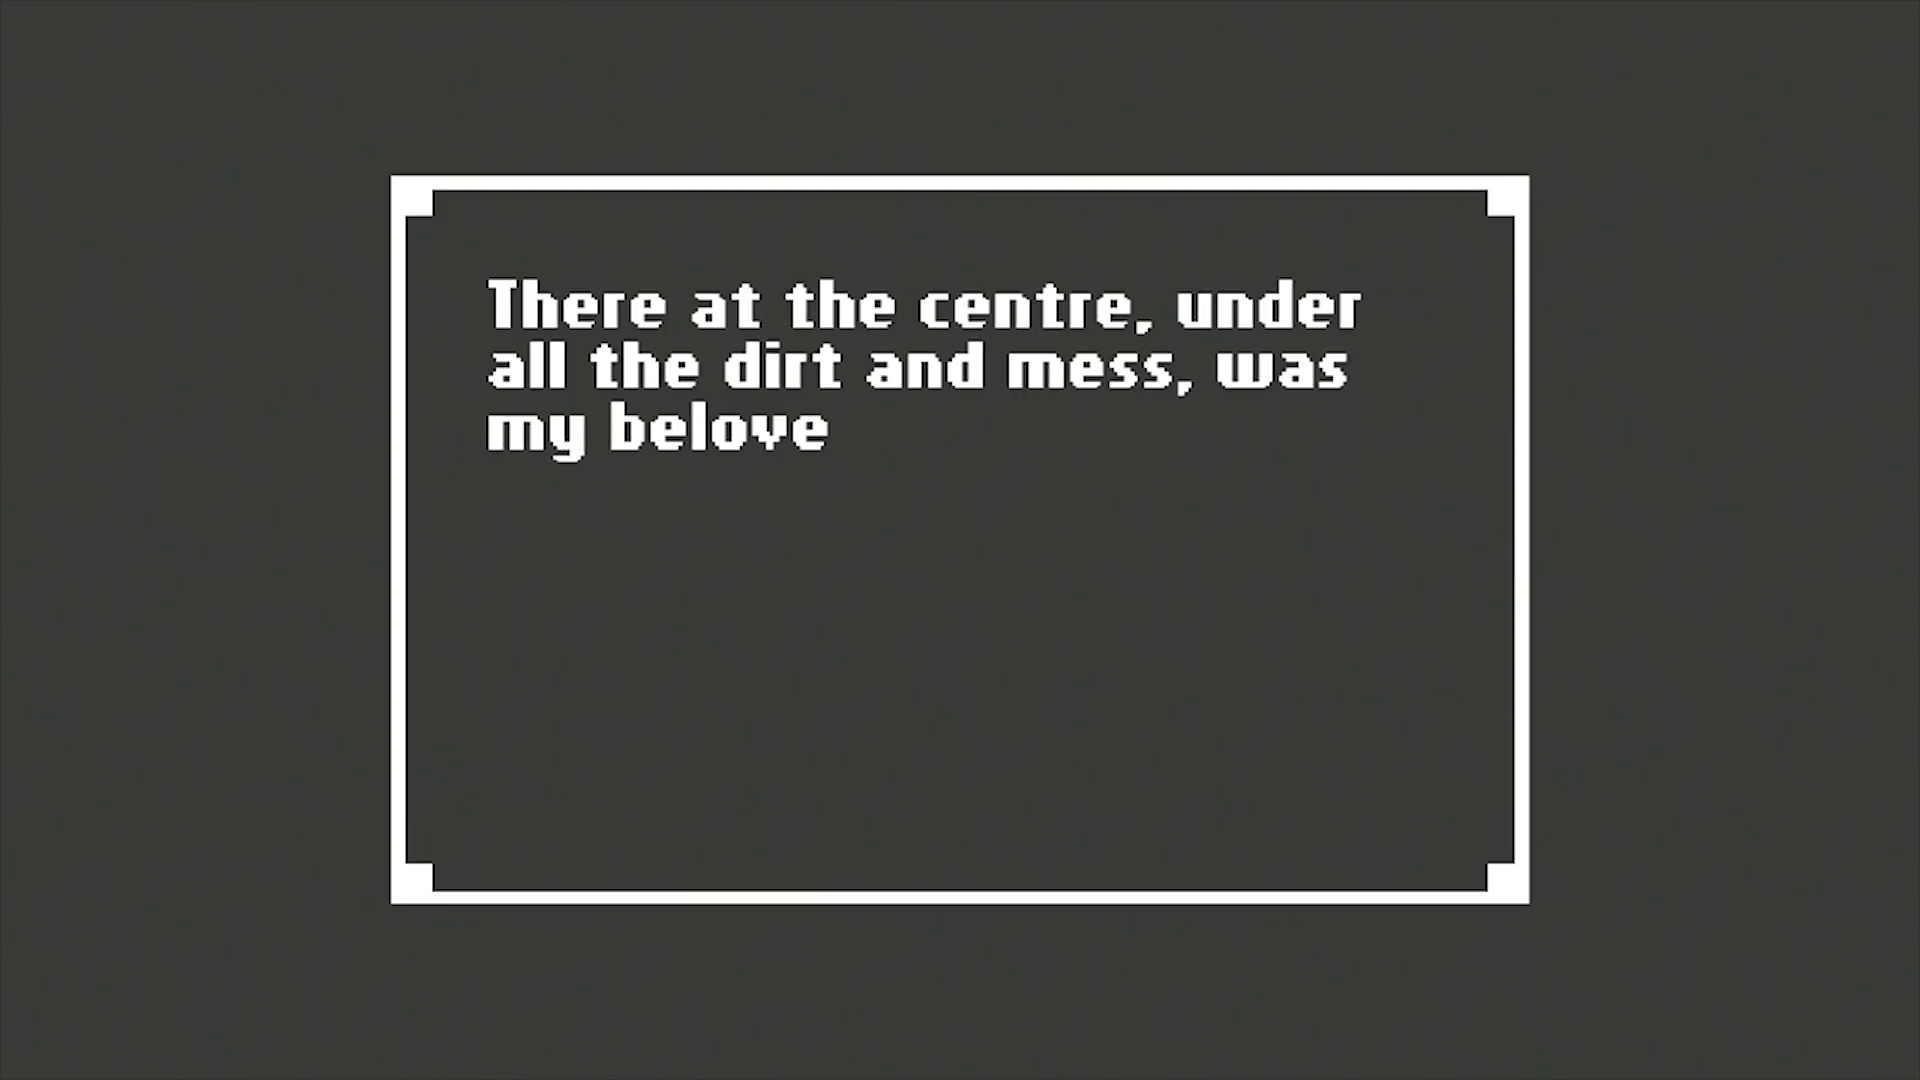 There at the centre, under
all the dirt and mess, was
my belove